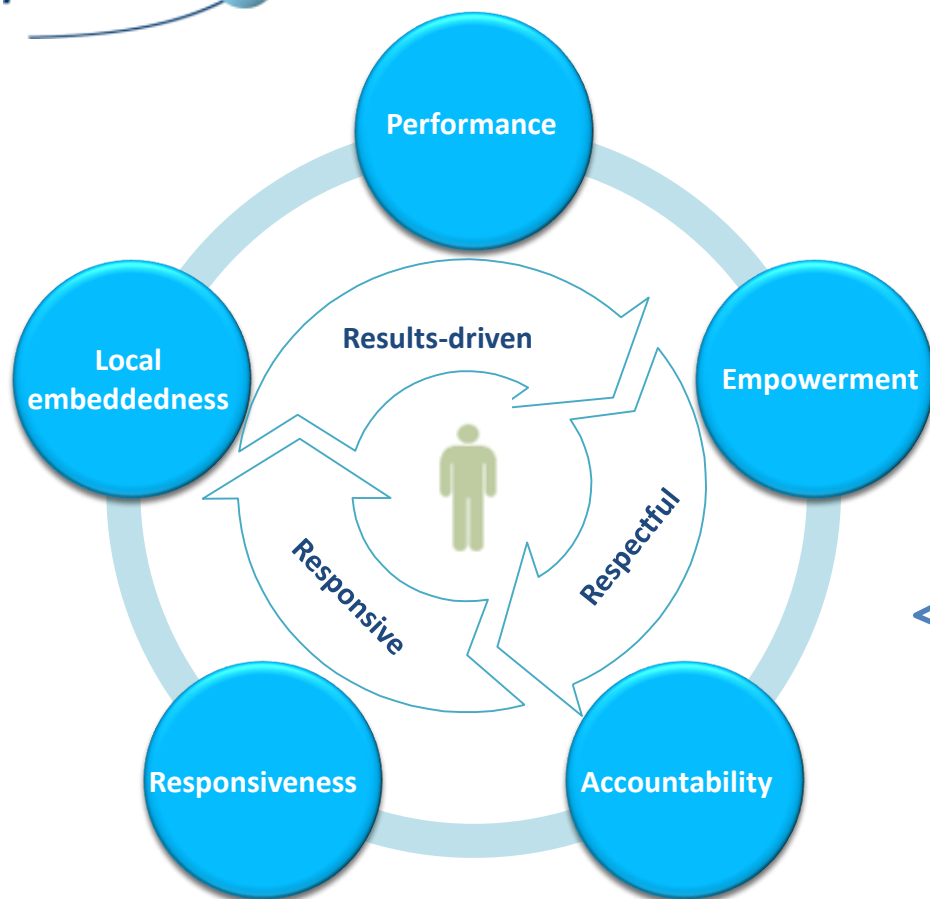 Performance
Local
embeddedness
Results-driven
Empowerment
Respectful
Responsive
Responsiveness
Accountability